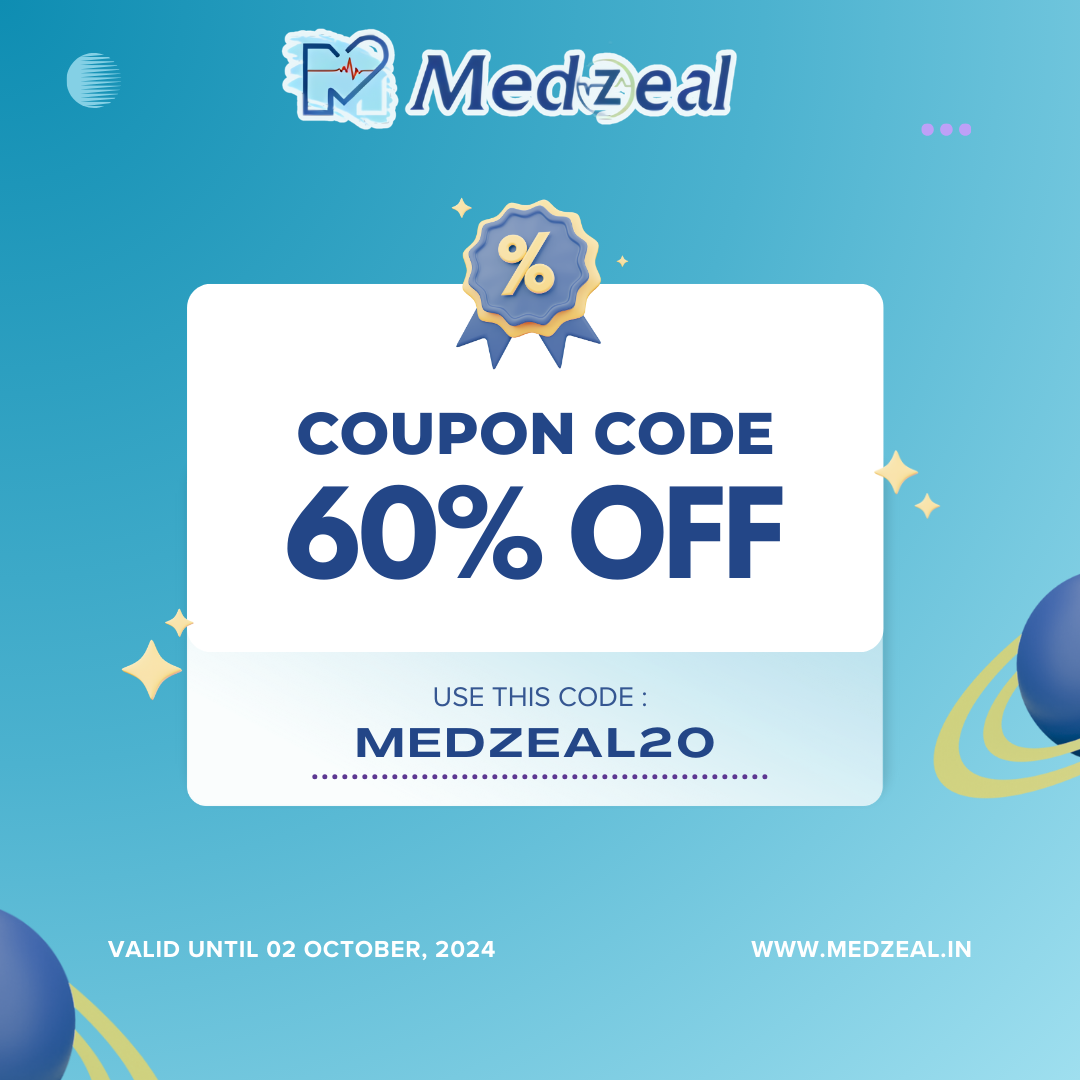 Medzeal
%
COUPON CODE
60% OFF
USE THIS CODE :
MEDZEAL20
VALID UNTIL 02 OCTOBER, 2024
WWW.MEDZEAL.IN